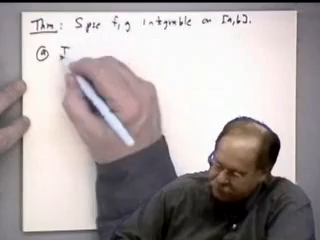 Thm: Spse f, g integrable on [a,b].
ⓐ I